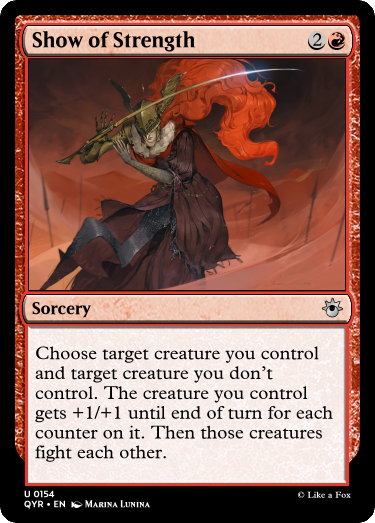 Show of Strength 2
Sorcery
Choose target creature you control
and target creature you don't
control. The creature you control
gets +1/+1 until end of turn for each
counter on it. Then those creatures
fight each other.
U 0154
QYR • EN Marina Lunina
© Like a Fox